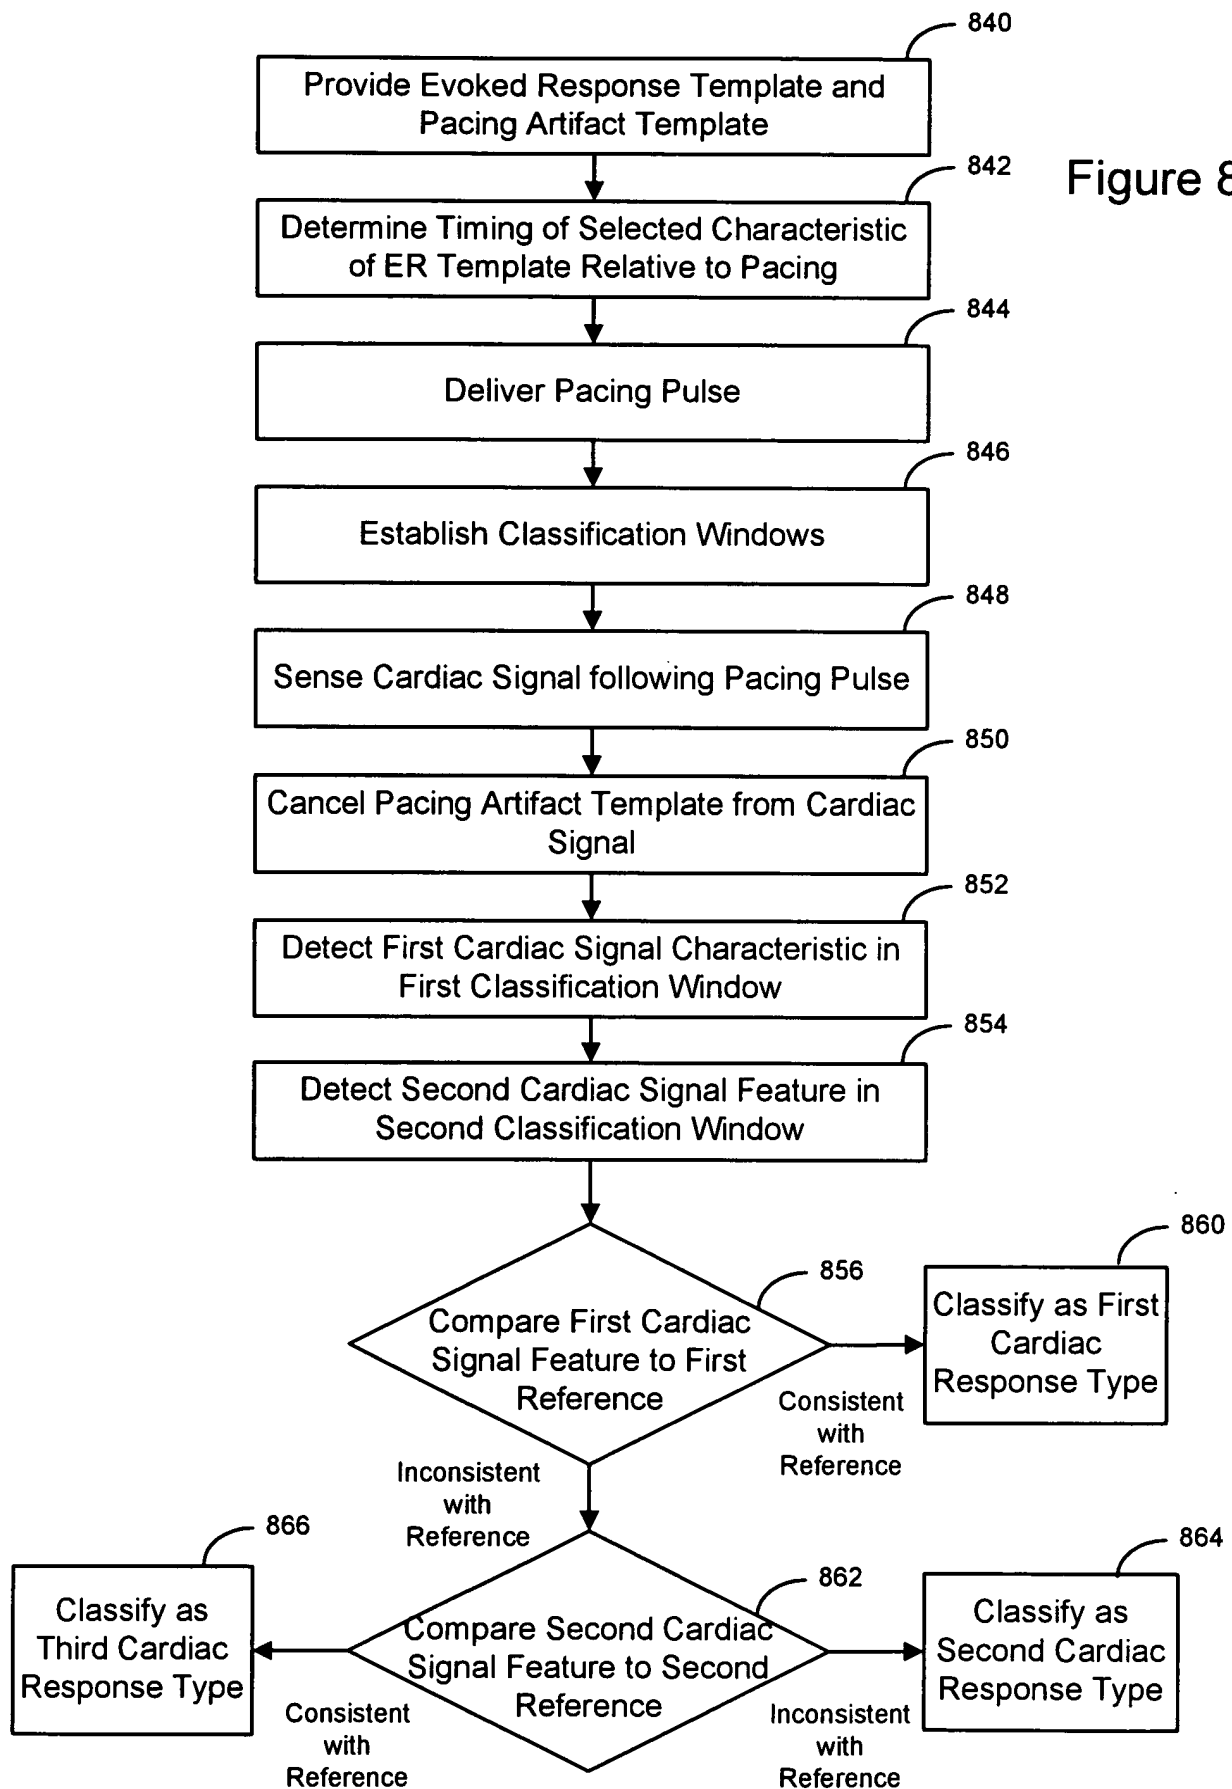 840
Provide Evoked Response Template and
Pacing Artifact Template
842
Figure 8
Determine Timing of Selected Characteristic
of ER Template Relative to Pacing
844
Deliver Pacing Pulse
846
Establish Classification Windows
848
Sense Cardiac Signal following Pacing Pulse
850
Cancel Pacing Artifact Template from Cardiac
Signal
852
Detect First Cardiac Signal Characteristic in
First Classification Window
854
Detect Second Cardiac Signal Feature in
Second Classification Window
856
Compare First Cardiac
Signal Feature to First
Reference
Consistent
with
Reference
860
Classify as First
Cardiac
Response Type
Inconsistent
with
Reference
862
Compare Second Cardiac
Signal Feature to Second
Reference
866
Classify as
Third Cardiac
Response Type
Consistent
with
Reference
864
Classify as
Second Cardiac
Response Type
Inconsistent
with
Reference